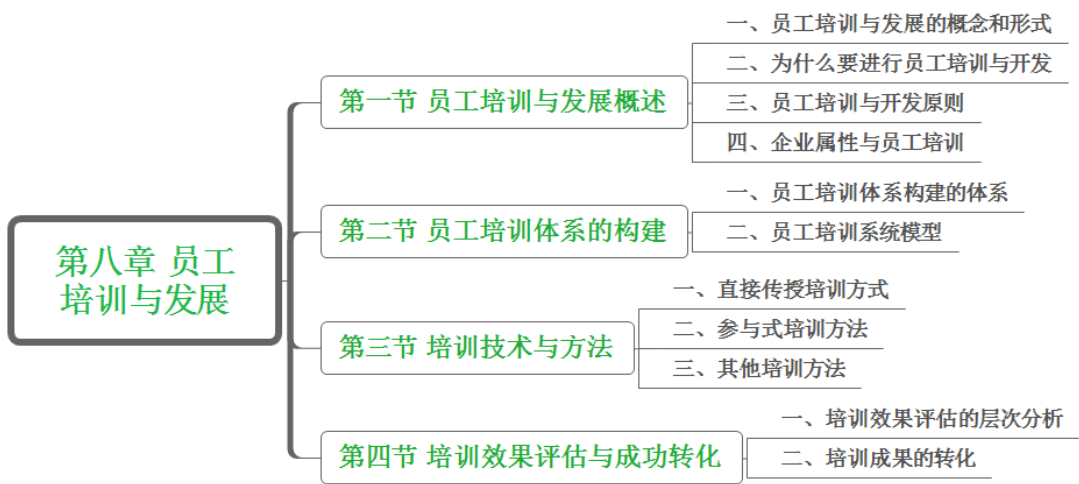 第八章 员工
培训与发展
第一节 员工培训与发展概述
一、员工培训与发展的概念和形式
二、为什么要进行员工培训与开发
三、员工培训与开发原则
四、企业属性与员工培训
第二节 员工培训体系的构建
一、员工培训体系构建的体系
二、员工培训系统模型
第三节 培训技术与方法
一、直接传授培训方式
二、参与式培训方法
三、其他培训方法
第四节 培训效果评估与成功转化
一、培训效果评估的层次分析
二、培训成果的转化